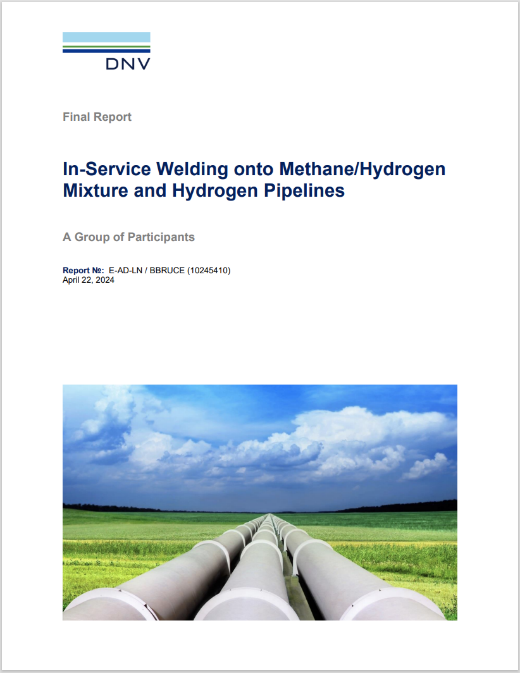 DNV
Final Report
In-Service Welding onto Methane/Hydrogen
Mixture and Hydrogen Pipelines
A Group of Participants
Report №: E-AD-LN / BBRUCE (10245410)
April 22, 2024